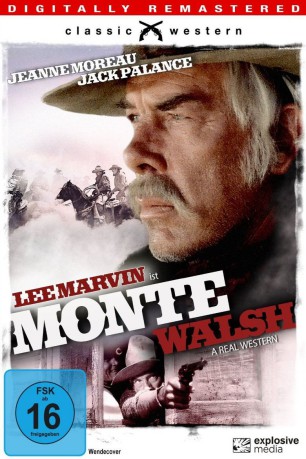 DIGITALLY REMASTERED
classic western
JEANNE MOREAU
JACK PALANCE
LEE MARVIN ist
MONTE
WALSH
A REAL WESTERN
FSK
ab
16
freigegeben
Wendecover
explosive
media